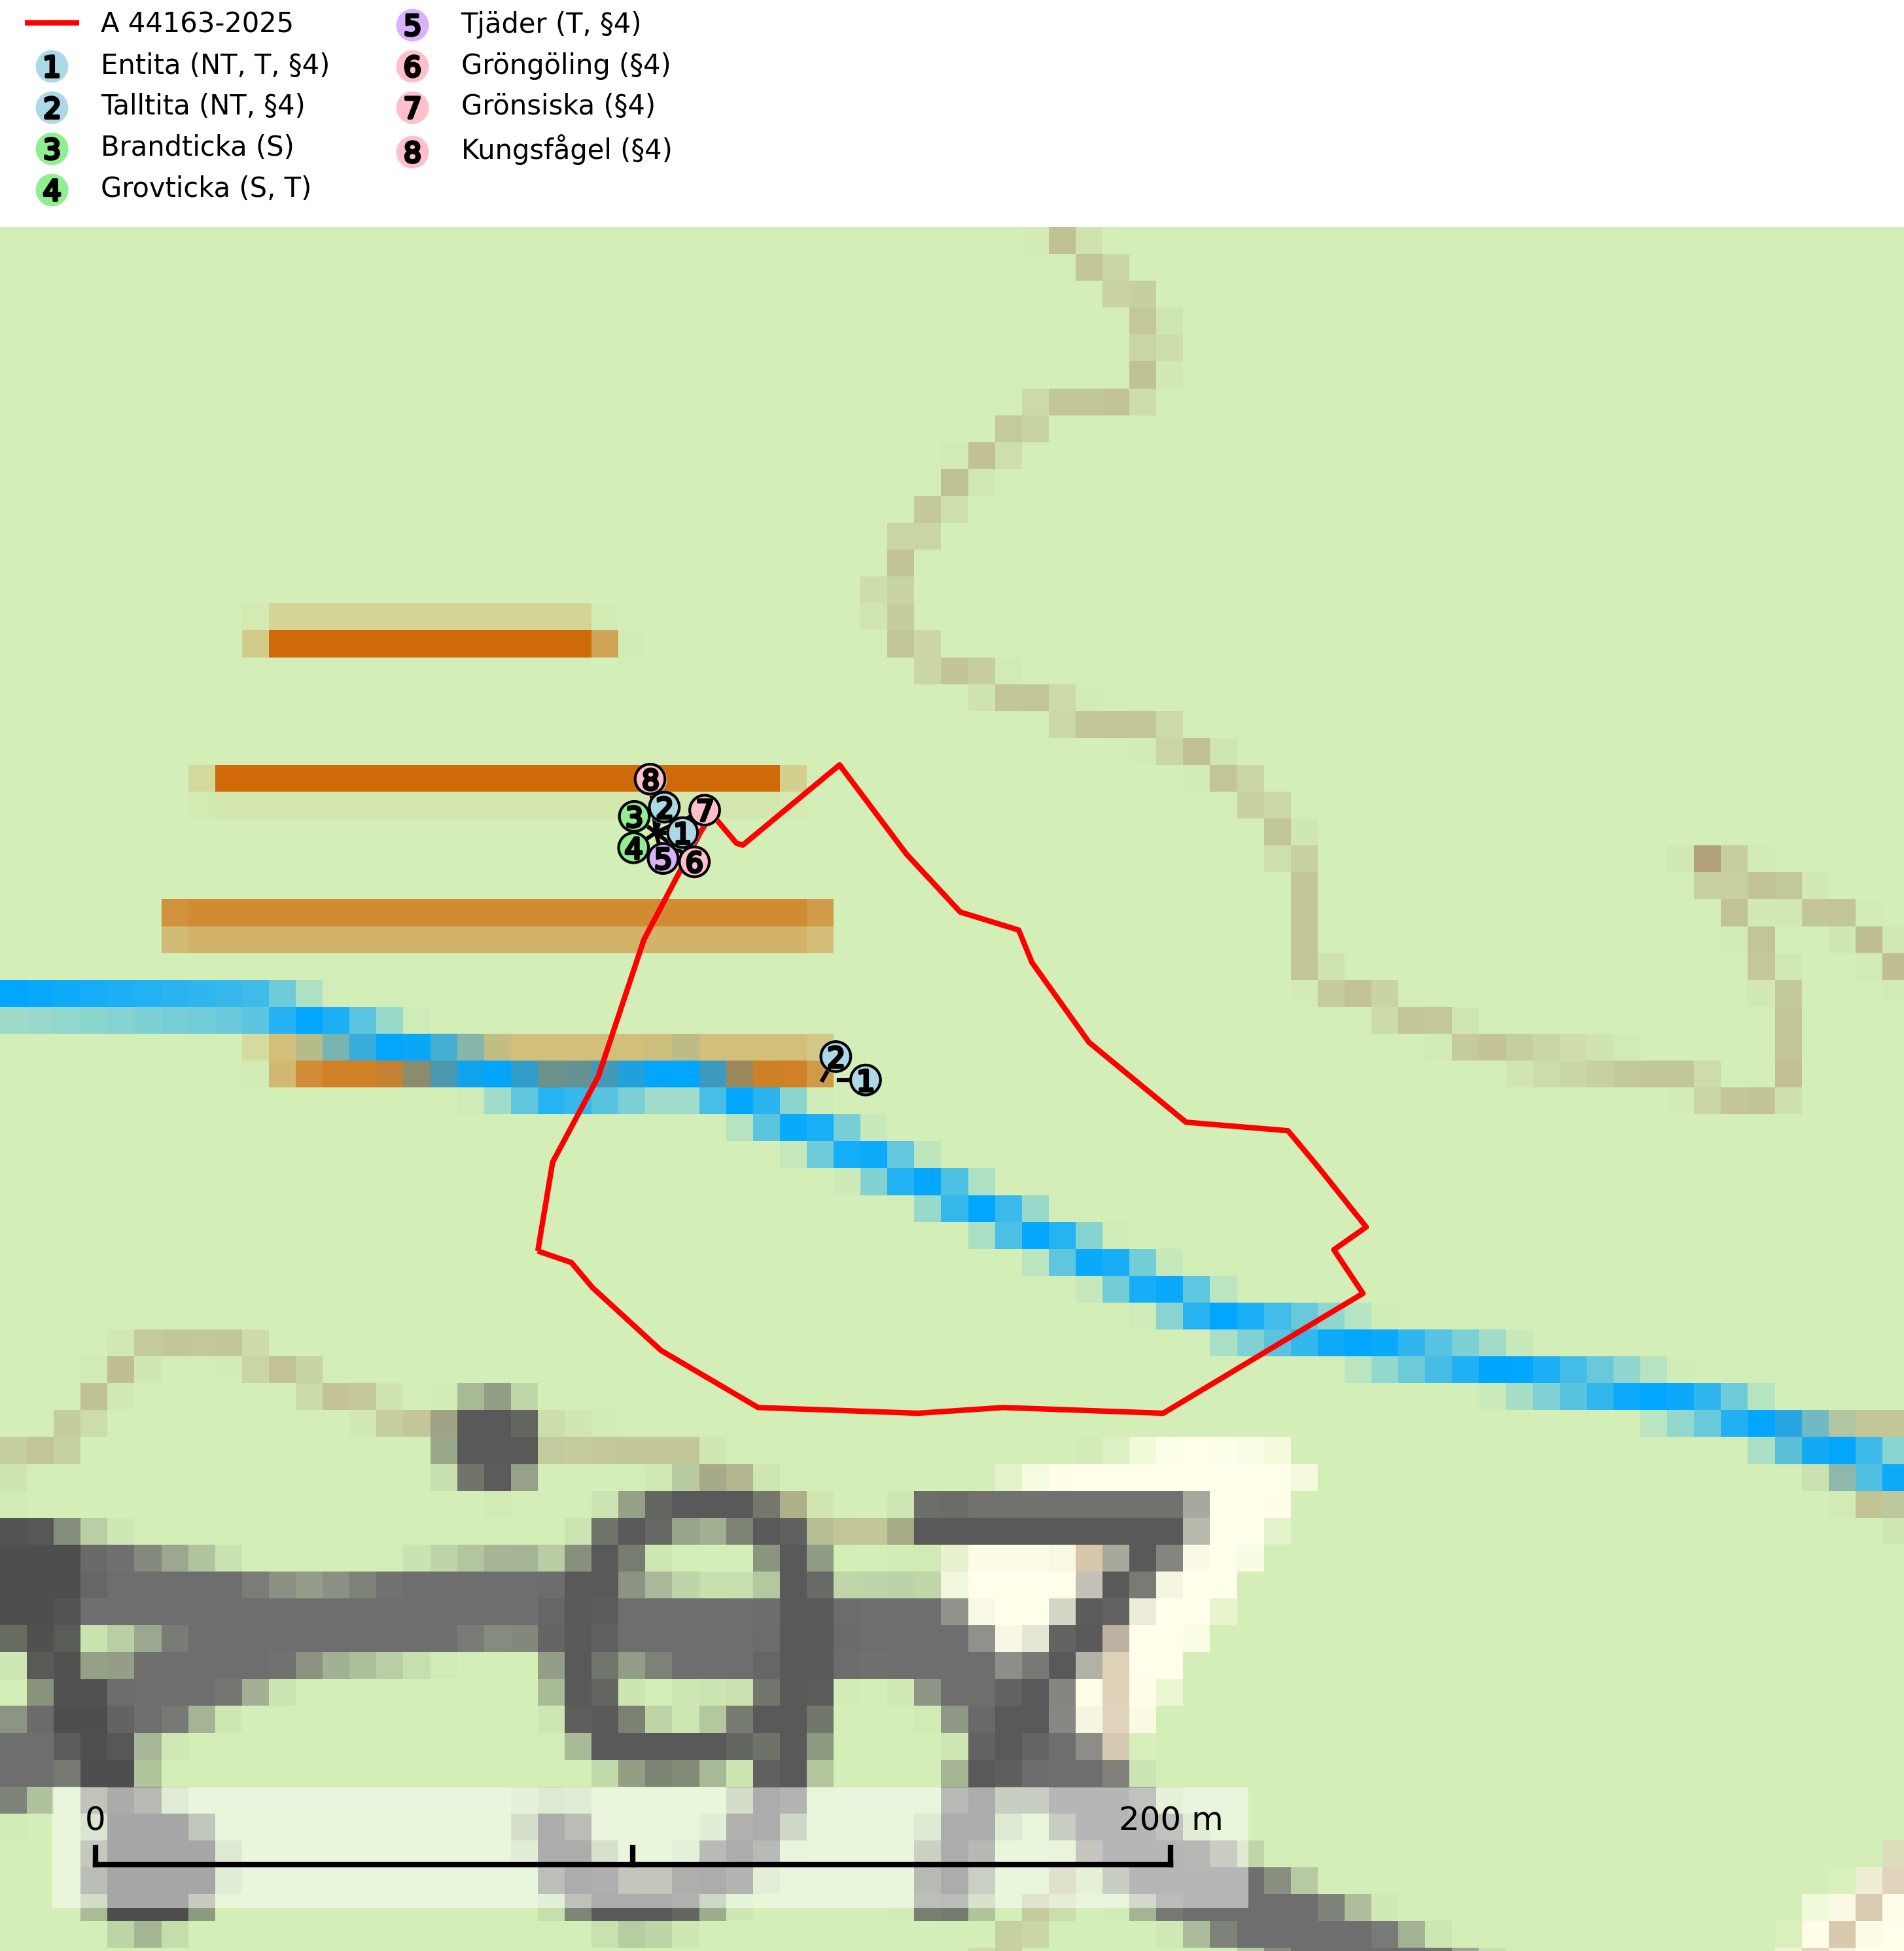 A 44163-2025
1 Entita (NT, T, §4)
2 Talltita (NT, §4)
3 Brandticka (S)
4 Grovticka (S, T)
5 Tjäder (T, §4)
6 Gröngöling (§4)
7 Grönsiska (§4)
8 Kungsfågel (§4)
8
2
7
3
1
4
5
6
2
1
0
200 m